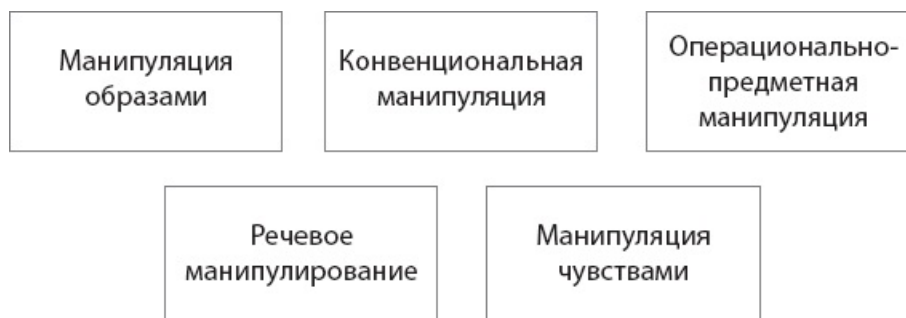 Манипуляция
образами
Конвенциональная
манипуляция
Операционально-
предметная
манипуляция
Речевое
манипулирование
Манипуляция
чувствами